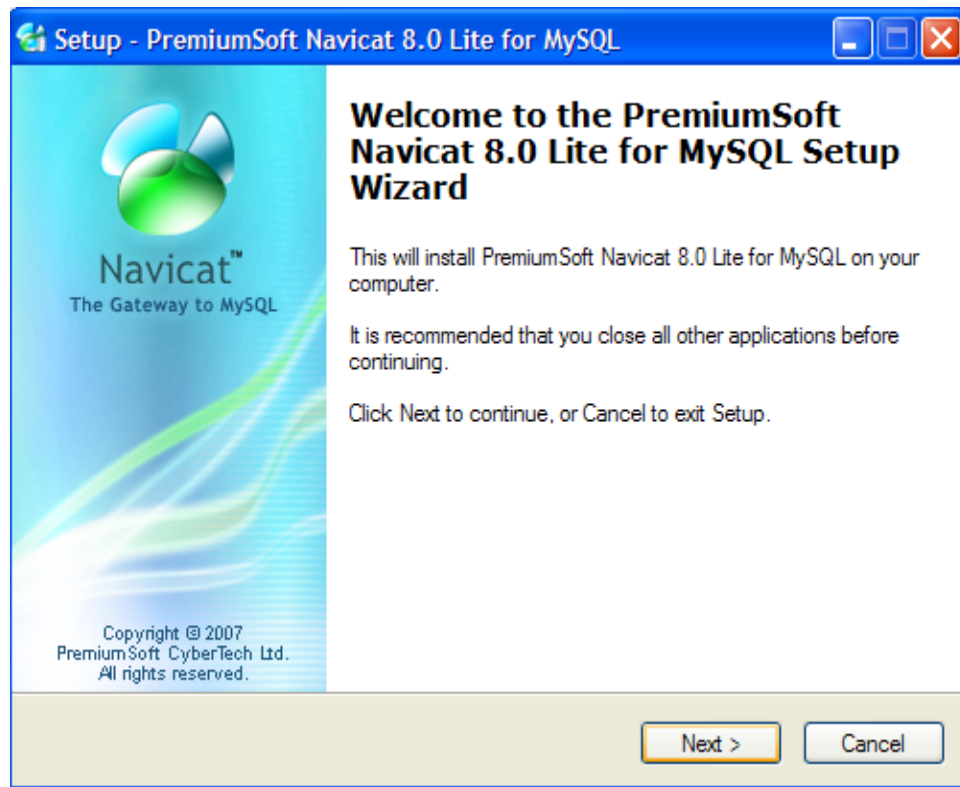 Setup - PremiumSoft Navicat 8.0 Lite for MySQL
Welcome to the PremiumSoft
Navicat 8.0 Lite for MySQL Setup
Wizard
This will install PremiumSoft Navicat 8.0 Lite for MySQL on your
computer.
It is recommended that you close all other applications before
continuing.
Click Next to continue, or Cancel to exit Setup.
Navicat™
The Gateway to MySQL
Copyright © 2007
PremiumSoft CyberTech Ltd.
All rights reserved.
Next >
Cancel